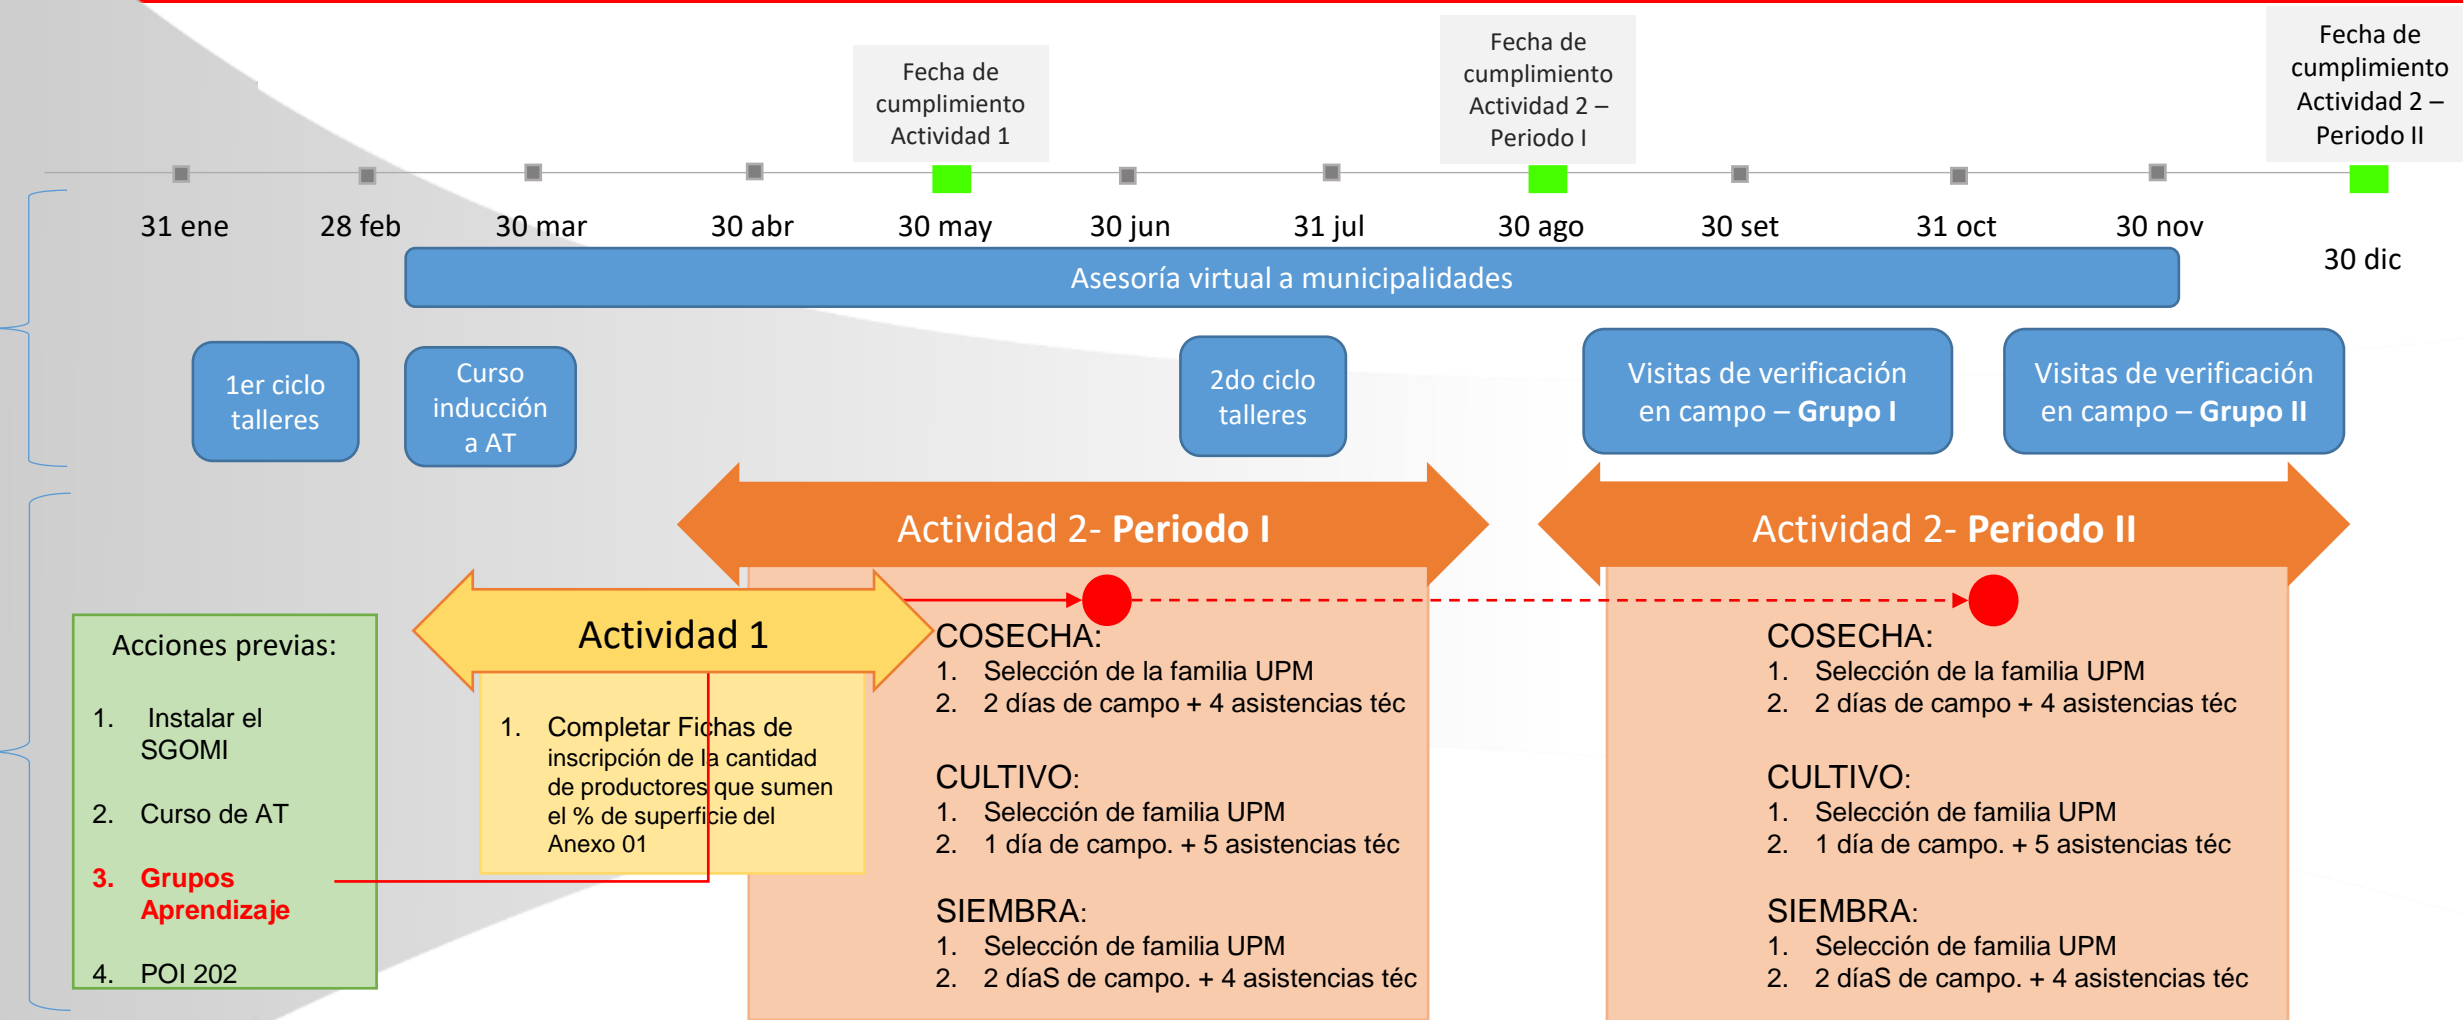 Fecha de
cumplimiento
Actividad 1
Fecha de
cumplimiento
Actividad 2 –
Periodo I
Fecha de
cumplimiento
Actividad 2 –
Periodo II
31 ene
28 feb
30 mar
30 abr
30 may
30 jun
31 jul
30 ago
30 set
31 oct
30 nov
30 dic
Asesoría virtual a municipalidades
1er ciclo
talleres
Curso
inducción
a AT
2do ciclo
talleres
Visitas de verificación
en campo – Grupo I
Visitas de verificación
en campo – Grupo II
Actividad 2- Periodo I
Actividad 2- Periodo II
Acciones previas:
1. Instalar el
SGOMI
2. Curso de AT
3. Grupos
Aprendizaje
4. POI 202
Actividad 1
1. Completar Fichas de
inscripción de la cantidad
de productores que sumen
el % de superficie del
Anexo 01
COSECHA:
1. Selección de la familia UPM
2. 2 días de campo + 4 asistencias téc
CULTIVO:
1. Selección de familia UPM
2. 1 día de campo. + 5 asistencias téc
SIEMBRA:
1. Selección de familia UPM
2. 2 díaS de campo. + 4 asistencias téc
COSECHA:
1. Selección de la familia UPM
2. 2 días de campo + 4 asistencias téc
CULTIVO:
1. Selección de familia UPM
2. 1 día de campo. + 5 asistencias téc
SIEMBRA:
1. Selección de familia UPM
2. 2 díaS de campo. + 4 asistencias téc